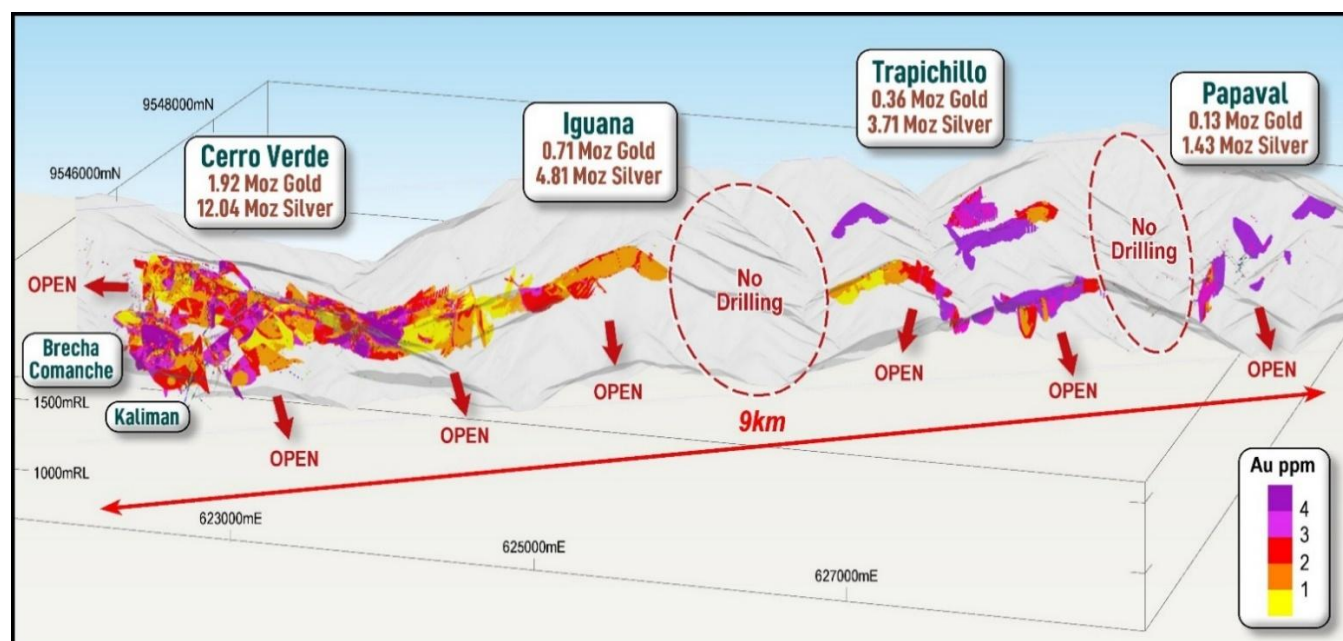 9548000mN
9546000mN
Cerro Verde
1.92 Moz Gold
12.04 Moz Silver
Iguana
0.71 Moz Gold
4.81 Moz Silver
Trapichillo
0.36 Moz Gold
3.71 Moz Silver
Papaval
0.13 Moz Gold
1.43 Moz Silver
No
Drilling
No
Drilling
OPEN
Brecha
Comanche
Kaliman
1500mRL
1000mRL
OPEN
OPEN
OPEN
OPEN
OPEN
OPEN
9km
623000mE
625000mE
627000mE
Au ppm
4
3
2
1